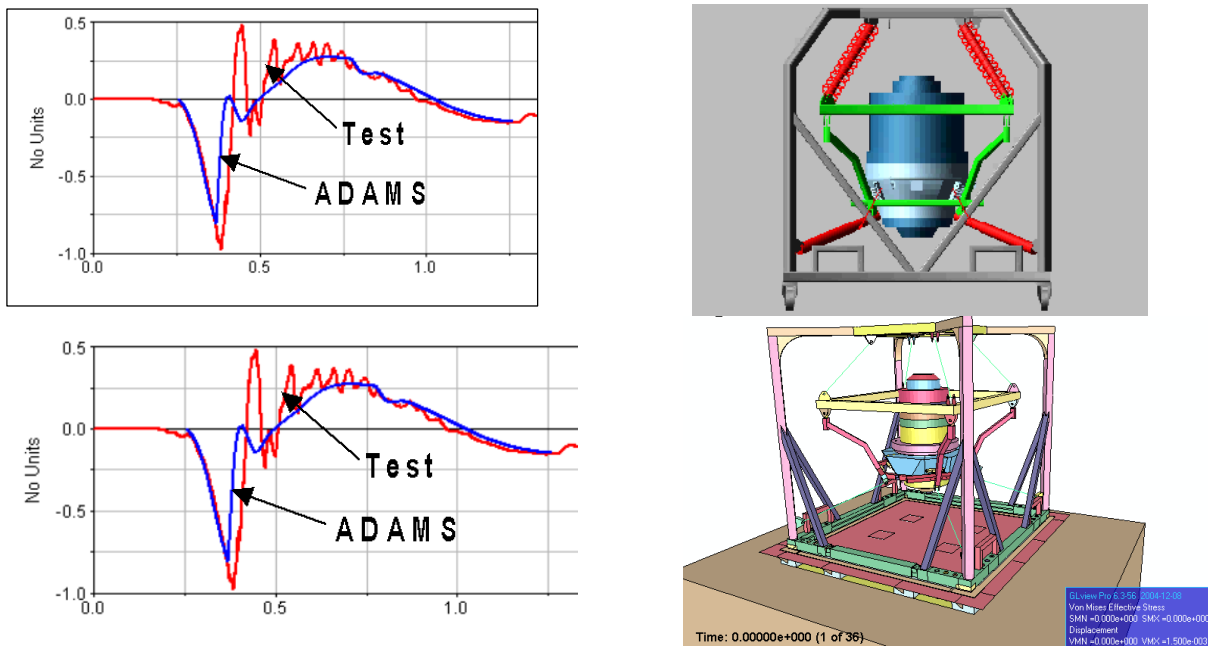 0.5
0.0
-0.5
-1.0
No Units
Test
ADAMS
0.0 0.5 1.0
0.5
0.0
-0.5
-1.0
No Units
Test
ADAMS
0.0 0.5 1.0
GLview Pro 6.3-56 2004-12-08
Von Mises Effective Stress
SMN =0.000e+000 SMX =0.000e+000
Displacement
VMN =0.000e+000 VMX =1.500e-003
Time: 0.00000e+000 (1 of 36)